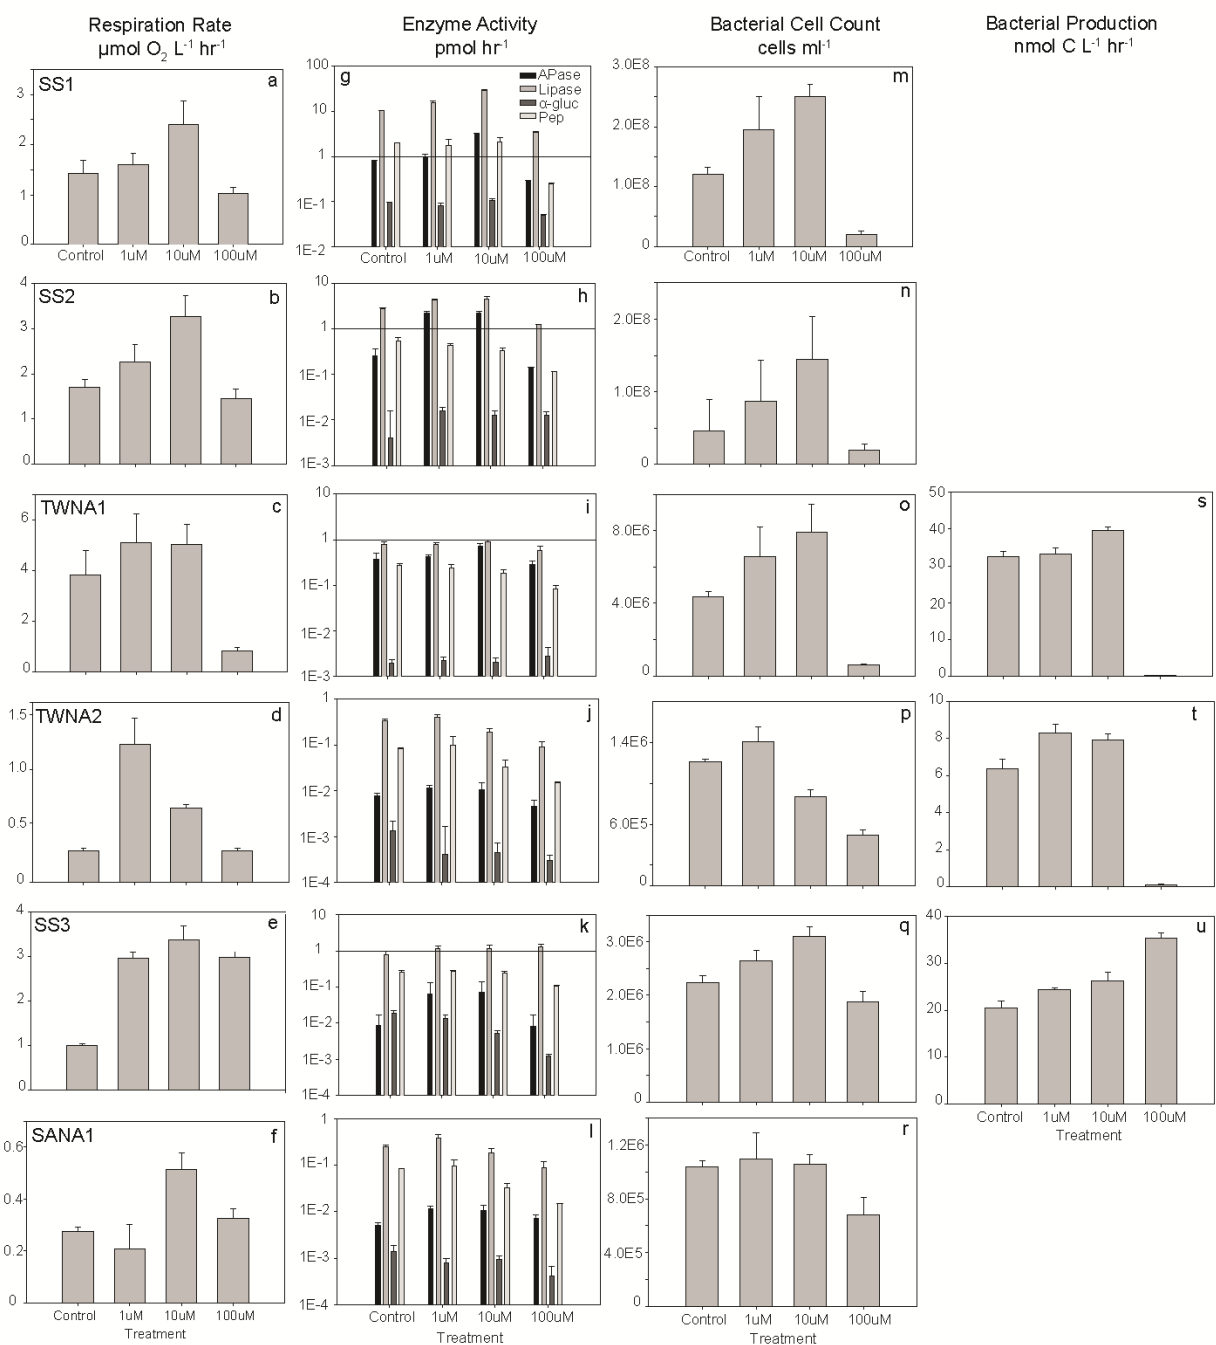 Respiration Rate
µmol O2 L-1 hr-1
Enzyme Activity
pmol hr-1
Bacterial Cell Count
cells ml-1
Bacterial Production
nmol C L-1 hr-1
SS1
a
3
2
1
0
Control 1uM 10uM 100uM
g
100
10
1
1E-1
1E-2
APase
Lipase
α-gluc
Pep
Control 1uM 10uM 100uM
m
3.0E8
2.0E8
1.0E8
0
Control 1uM 10uM 100uM
SS2
b
4
3
2
1
0
h
10
1
1E-1
1E-2
1E-3
n
2.0E8
1.0E8
0
TWNA1
c
6
4
2
0
i
10
1
1E-1
1E-2
1E-3
o
8.0E6
4.0E6
0
s
50
40
30
20
10
0
TWNA2
d
1.5
1.0
0.5
0
j
1
1E-1
1E-2
1E-3
1E-4
p
1.4E6
6.0E5
0
t
10
8
6
4
2
0
SS3
e
4
3
2
1
0
k
10
1
1E-1
1E-2
1E-3
1E-4
q
3.0E6
2.0E6
1.0E6
0
u
40
30
20
10
0
Control 1uM 10uM 100uM
Treatment
SANA1
f
0.6
0.4
0.2
0
Control 1uM 10uM 100uM
Treatment
l
1
1E-1
1E-2
1E-3
1E-4
Control 1uM 10uM 100uM
Treatment
r
1.2E6
8.0E5
4.0E5
0
Control 1uM 10uM 100uM
Treatment